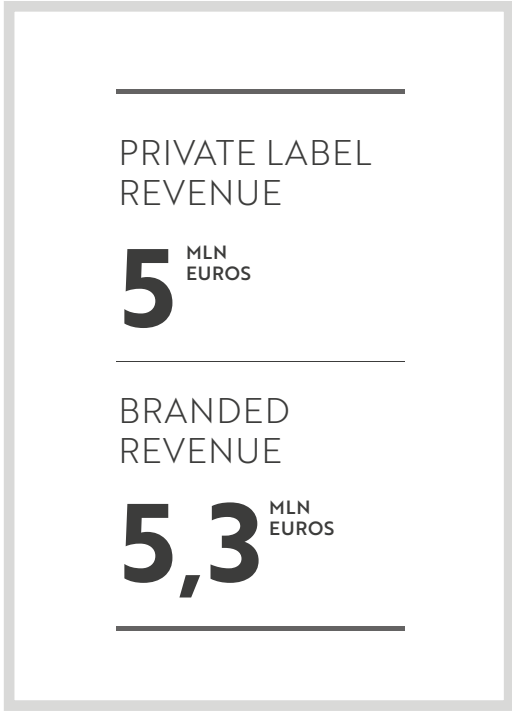 PRIVATE LABEL
REVENUE
5 MLN
EUROS
BRANDED
REVENUE
5,3 MLN
EUROS